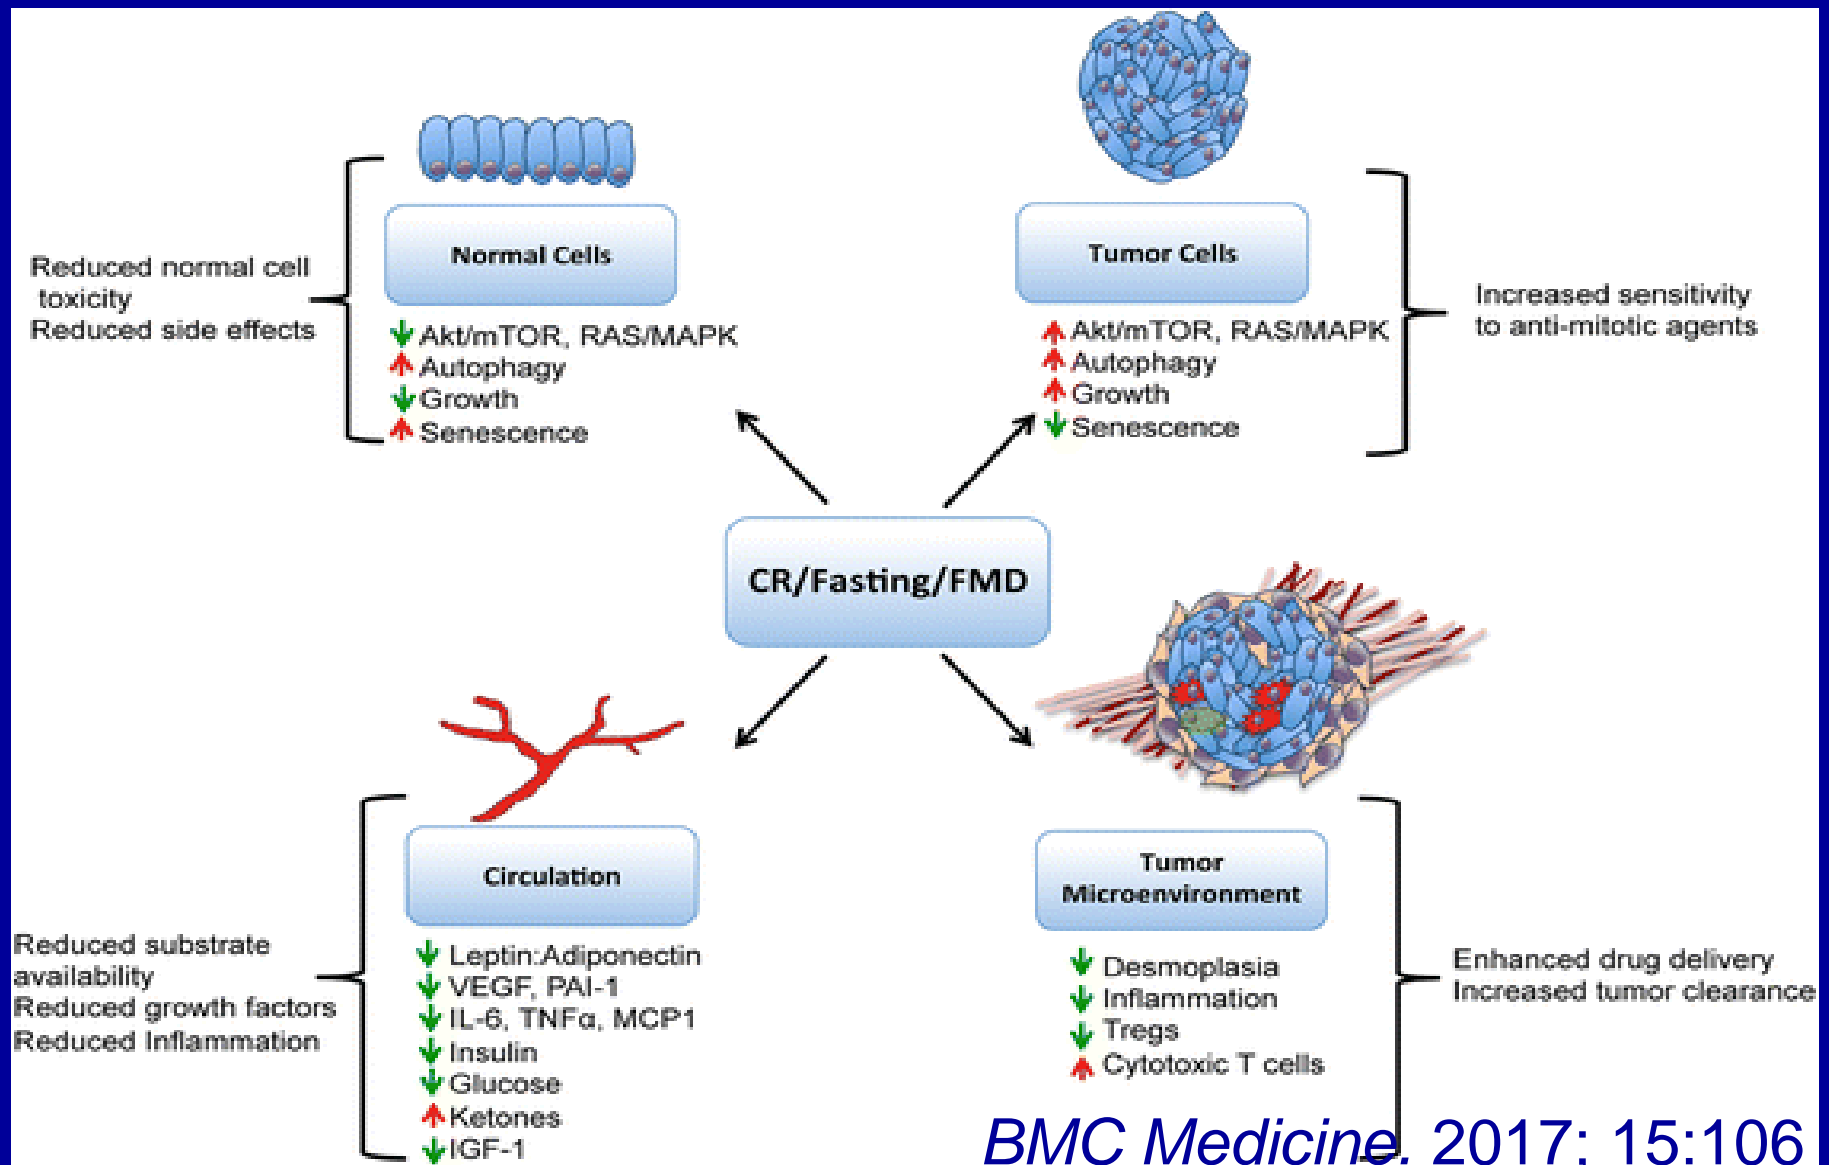 Normal Cells
Reduced normal cell
toxicity
Reduced side effects
Akt/mTOR, RAS/MAPK
Autophagy
Growth
Senescence
Tumor Cells
Akt/mTOR, RAS/MAPK
Autophagy
Growth
Senescence
Increased sensitivity
to anti-mitotic agents
CR/Fasting/FMD
Circulation
Reduced substrate
availability
Reduced growth factors
Reduced Inflammation
Leptin:Adiponectin
VEGF, PAI-1
IL-6, TNFα, MCP1
Insulin
Glucose
Ketones
IGF-1
Tumor
Microenvironment
Desmoplasia
Inflammation
Tregs
Cytotoxic T cells
Enhanced drug delivery
Increased tumor clearance
BMC Medicine. 2017: 15:106